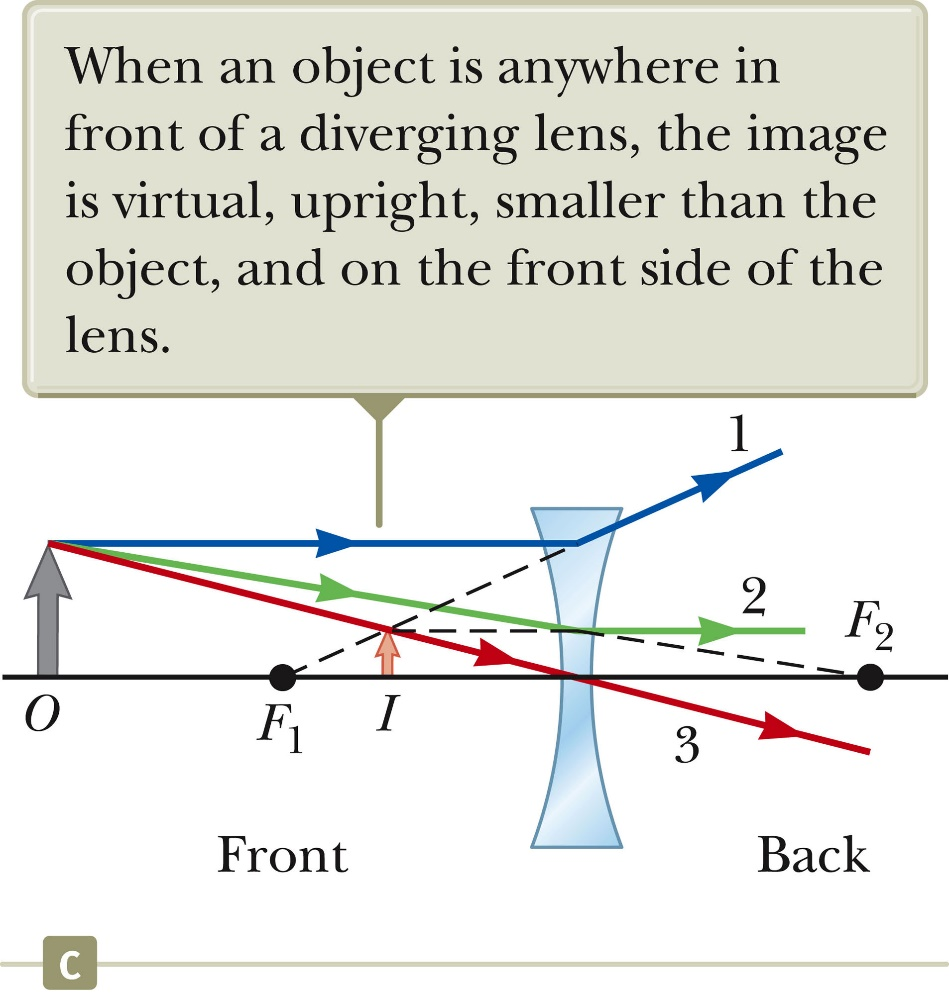 When an object is anywhere in
front of a diverging lens, the image
is virtual, upright, smaller than the
object, and on the front side of the
lens.
1
2
F2
O
F1
I
3
Front
Back
C